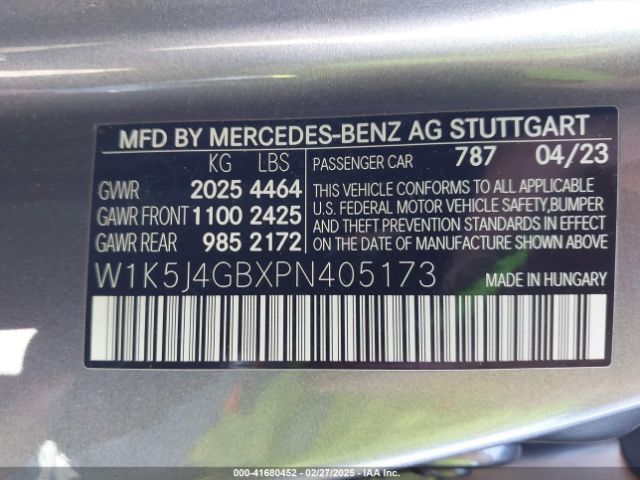 MFD BY MERCEDES-BENZ AG STUTTGART
KG LBS PASSENGER CAR 787 04/23
GVWR 2025 4464 THIS VEHICLE CONFORMS TO ALL APPLICABLE
U.S. FEDERAL MOTOR VEHICLE SAFETY,BUMPER
GAWR FRONT 1100 2425 AND THEFT PREVENTION STANDARDS IN EFFECT
GAWR REAR 985 2172 ON THE DATE OF MANUFACTURE SHOWN ABOVE
W1K5J4GBXPN405173 MADE IN HUNGARY
000-41680452 - 02/27/2025 - IAA Inc.